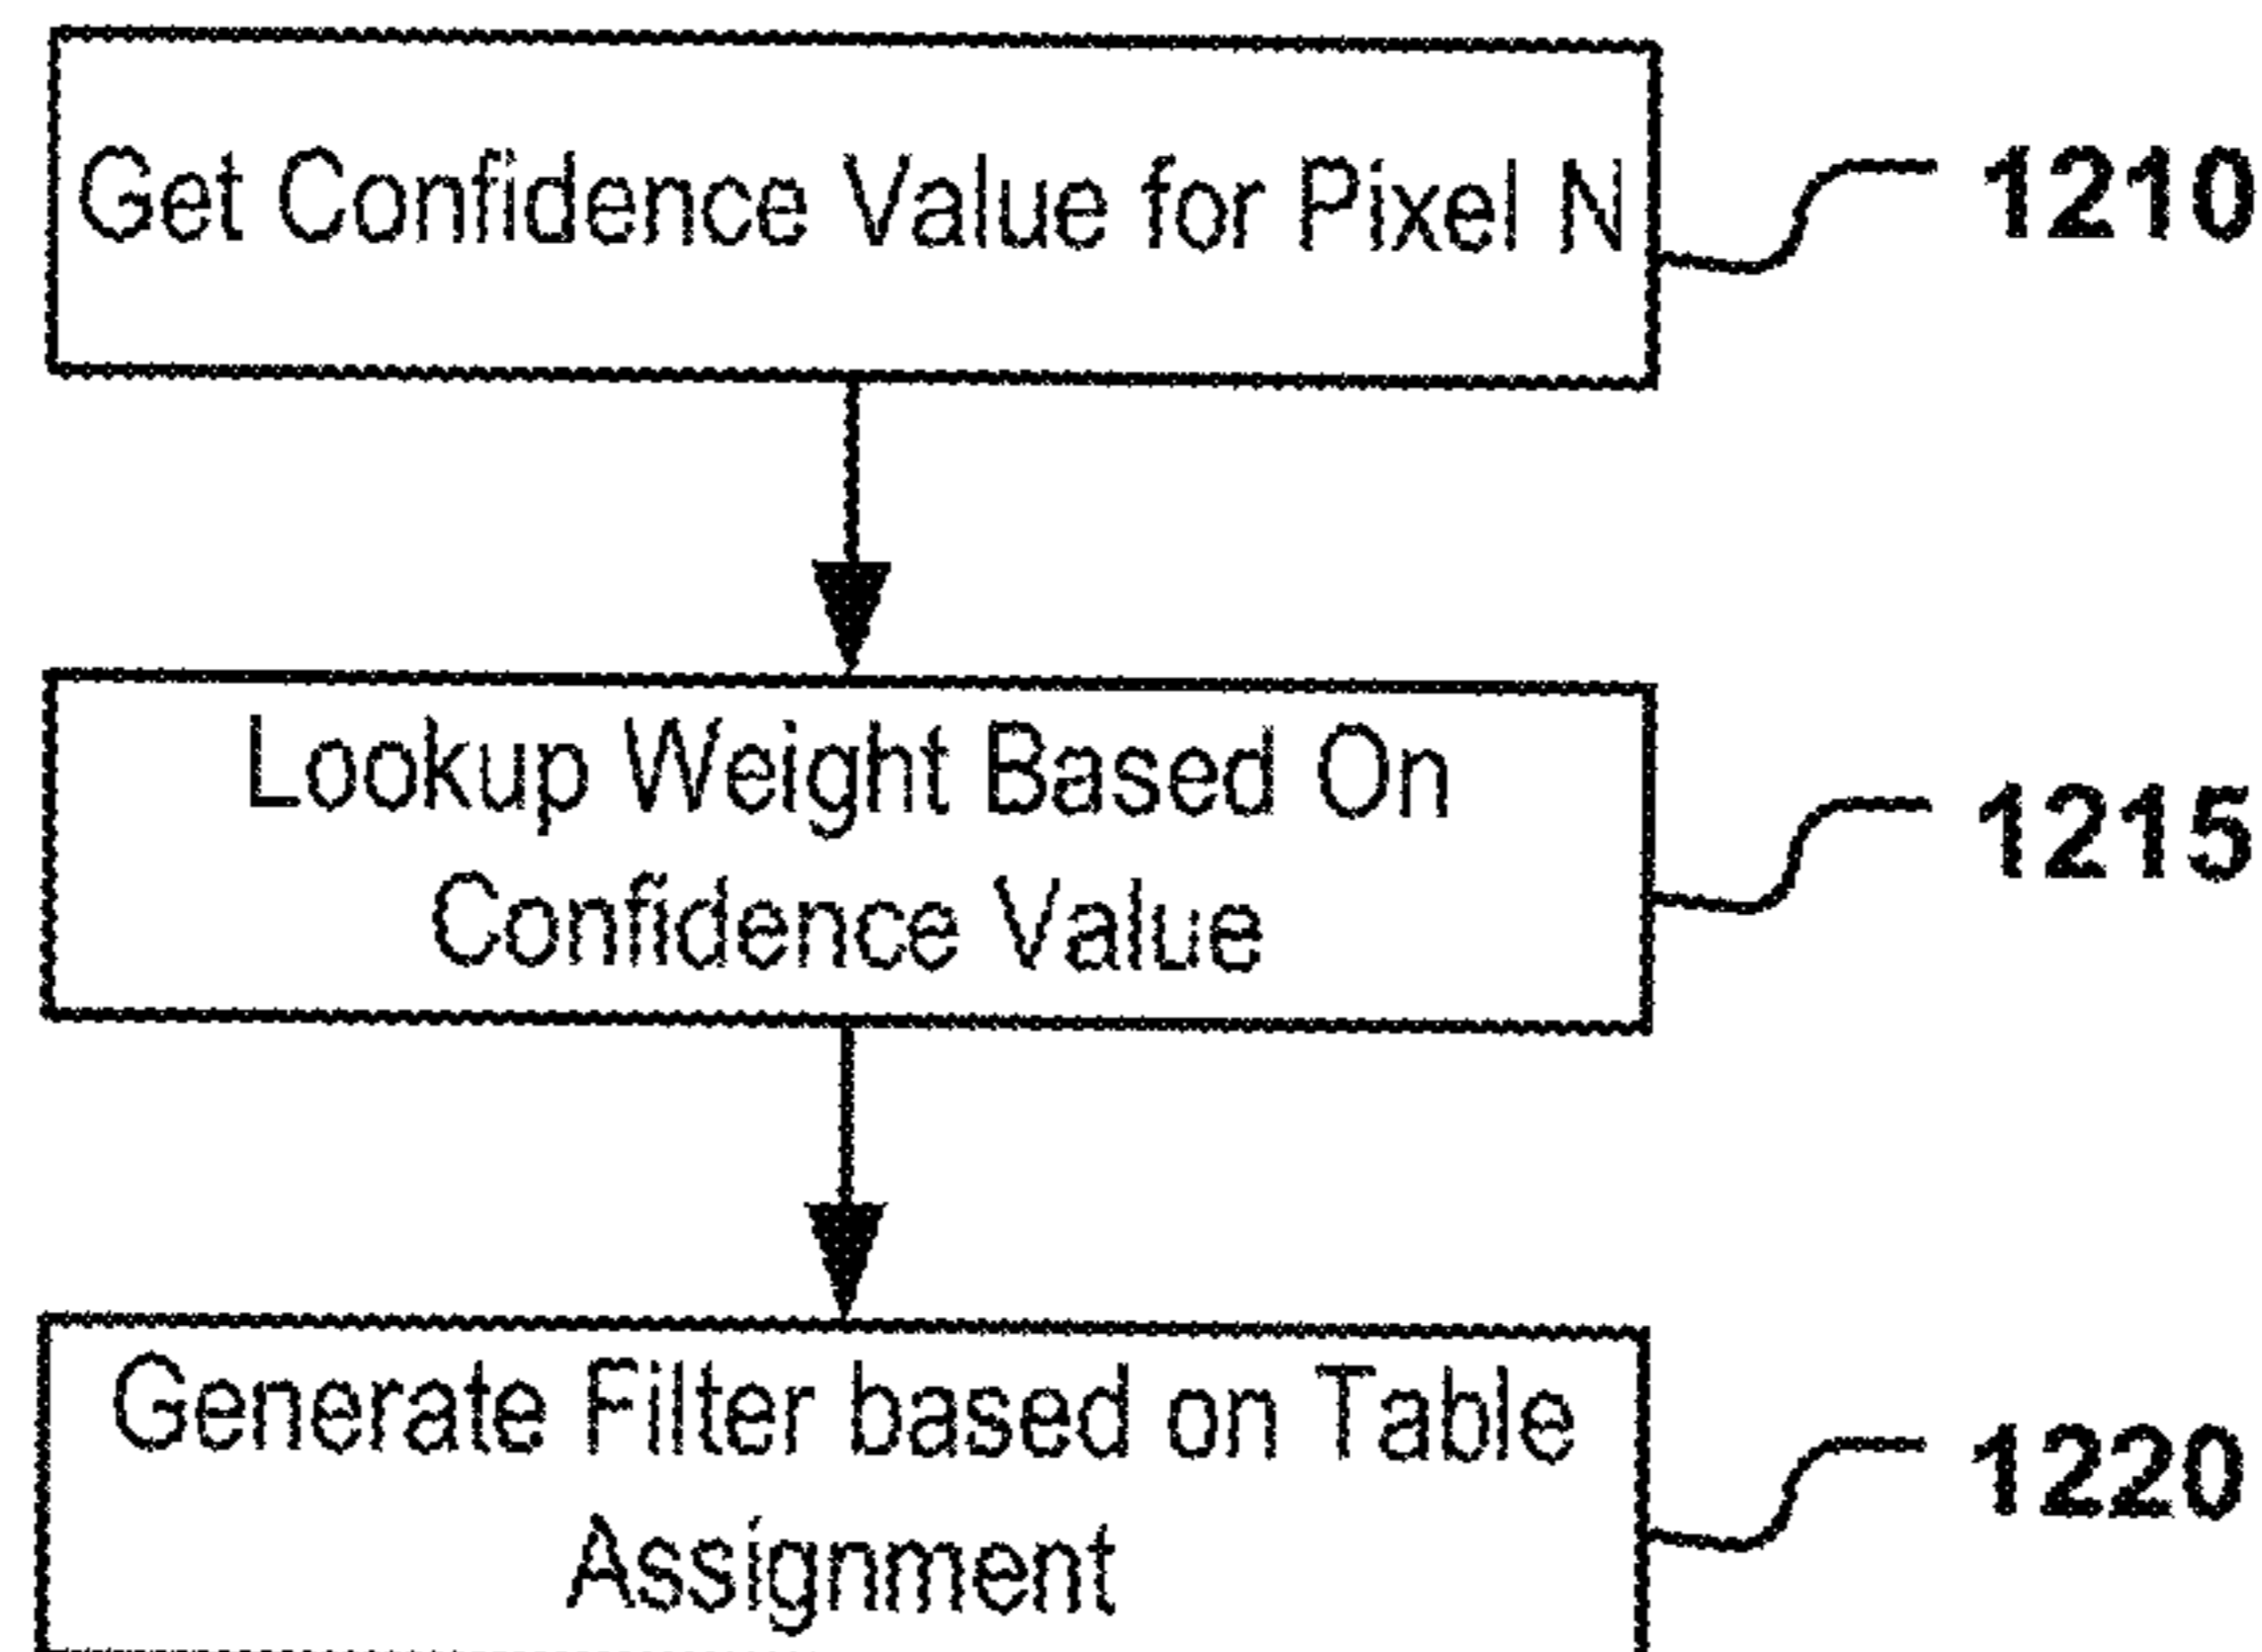 Get Confidence Value for Pixel N
1210
Lookup Weight Based On
Confidence Value
1215
Generate Filter based on Table
Assignment
1220